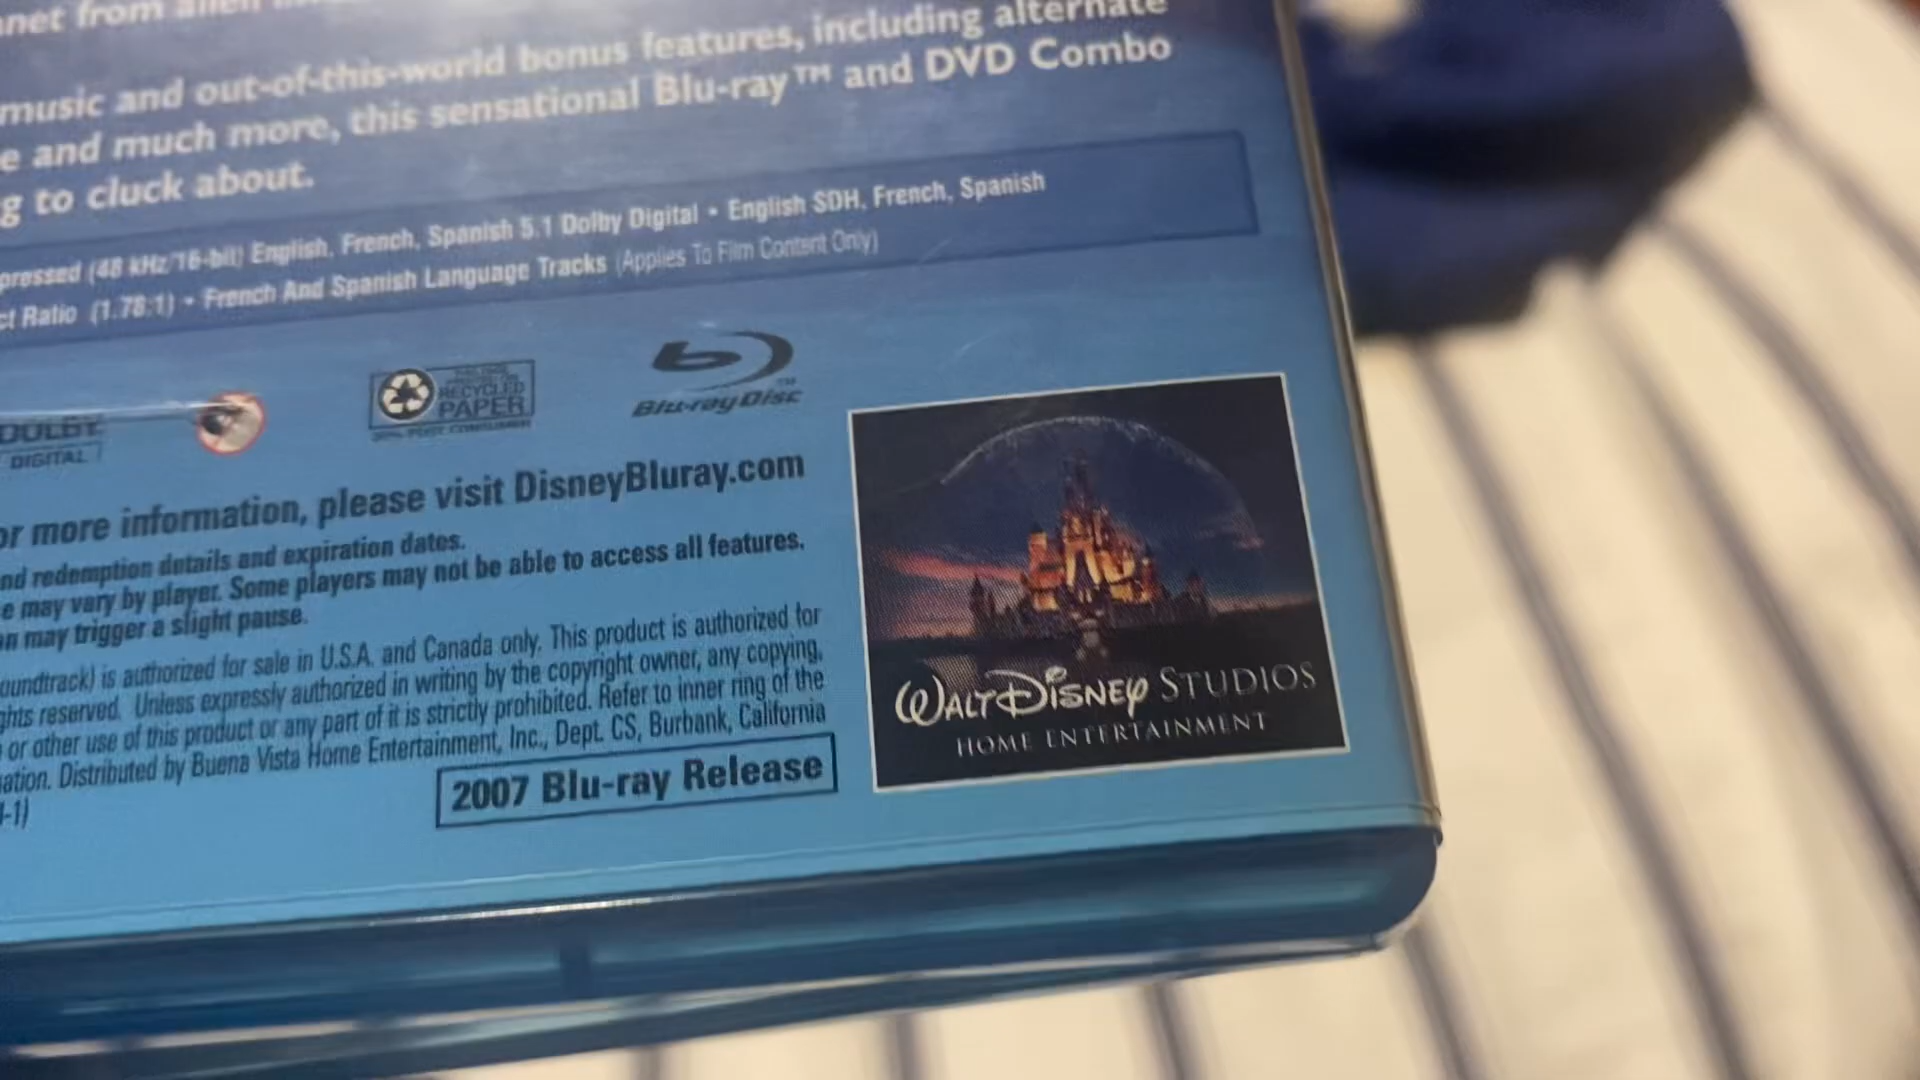 net from alien
music and out-of-this-world bonus features, including alternate
e and much more, this sensational Blu-ray™ and DVD Combo
g to cluck about.
pressed (48 kHz/16-bit) English, French, Spanish 5.1 Dolby Digital • English SDH, French, Spanish
ct Ratio (1.78:1) • French And Spanish Language Tracks (Applies To Film Content Only)
DOLBY
DIGITAL
RECYCLED
PAPER
30% POST CONSUMER
Blu-ray Disc™
or more information, please visit DisneyBluray.com
nd redemption details and expiration dates.
e may vary by player. Some players may not be able to access all features.
n may trigger a slight pause.
oundtrack) is authorized for sale in U.S.A. and Canada only. This product is authorized for
ghts reserved. Unless expressly authorized in writing by the copyright owner, any copying,
or other use of this product or any part of it is strictly prohibited. Refer to inner ring of the
ation. Distributed by Buena Vista Home Entertainment, Inc., Dept. CS, Burbank, California
-1)
2007 Blu-ray Release
WALT DISNEY STUDIOS
HOME ENTERTAINMENT